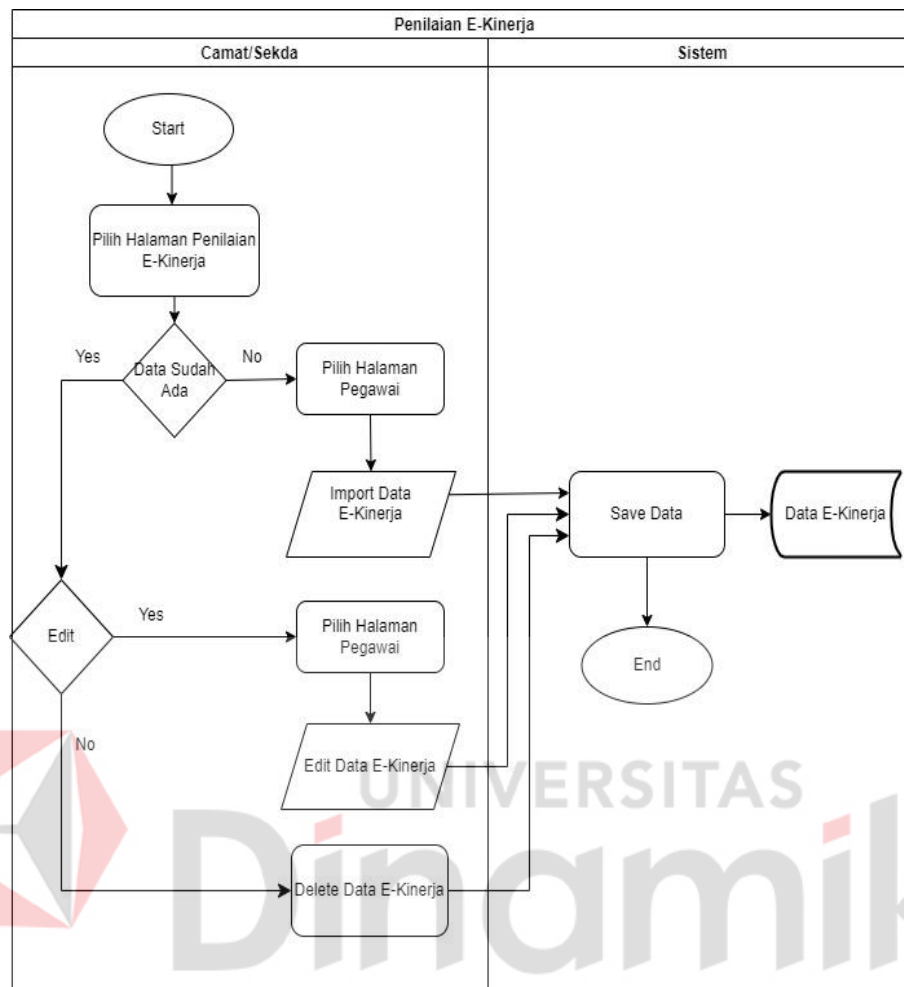 Penilaian E-Kinerja
Camat/Sekda
Sistem
Start
Pilih Halaman Penilaian
E-Kinerja
Yes
Data Sudah
Ada
No
Pilih Halaman
Pegawai
Import Data
E-Kinerja
Save Data
Data E-Kinerja
Edit
Yes
Pilih Halaman
Pegawai
End
No
Edit Data E-Kinerja
Delete Data E-Kinerja
UNIVERSITAS
Dinamik